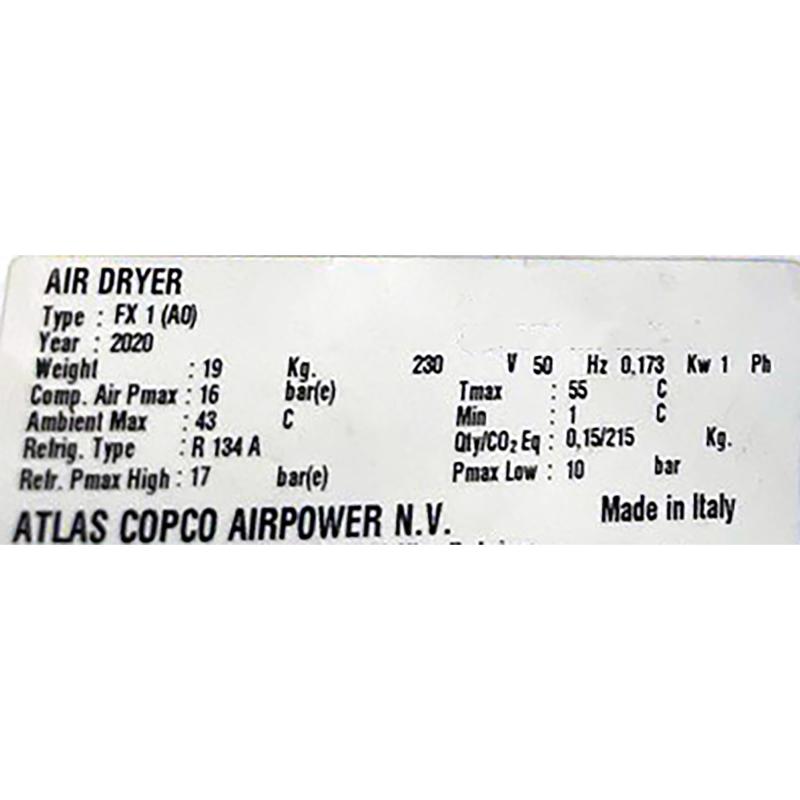 AIR DRYER
Type : FX 1 (A0)
Year : 2020
Weight : 19 Kg. 230 V 50 Hz 0,173 Kw 1 Ph
Comp. Air Pmax : 16 bar(e) Tmax : 55 C
Ambient Max : 43 C Min : 1 C
Refrig. Type : R 134 A Qty/CO₂ Eq : 0,15/215 Kg.
Refr. Pmax High : 17 bar(e) Pmax Low : 10 bar
ATLAS COPCO AIRPOWER N.V. Made in Italy